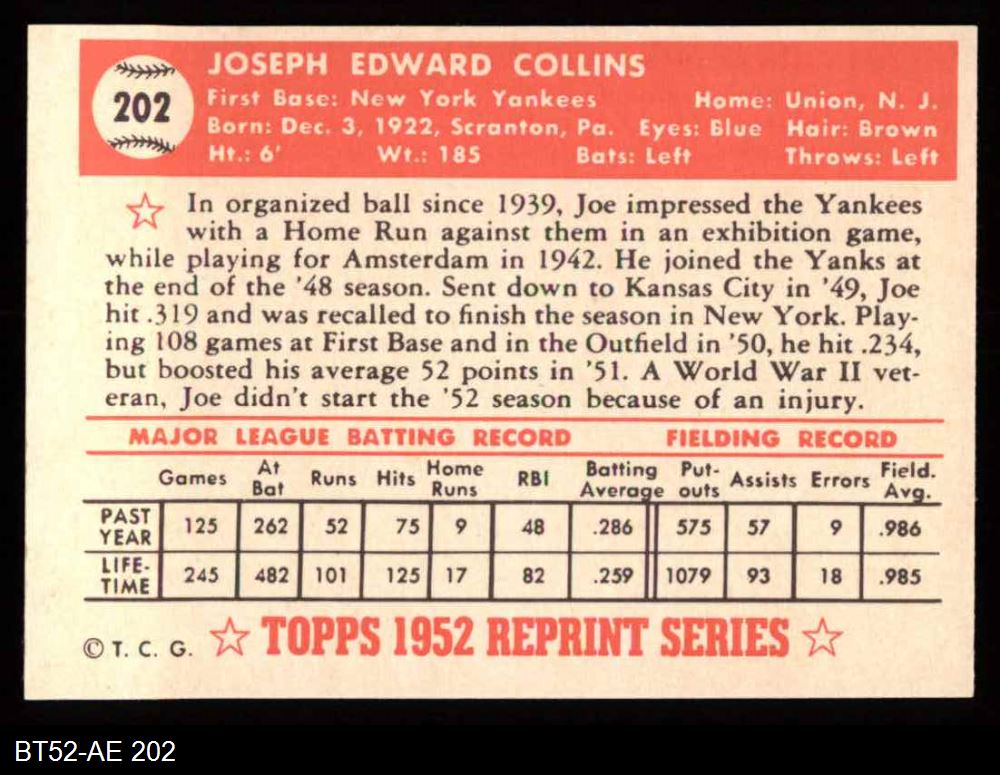 202
JOSEPH EDWARD COLLINS
First Base: New York Yankees Home: Union, N. J.
Born: Dec. 3, 1922, Scranton, Pa. Eyes: Blue Hair: Brown
Ht.: 6' Wt.: 185 Bats: Left Throws: Left
In organized ball since 1939, Joe impressed the Yankees
with a Home Run against them in an exhibition game,
while playing for Amsterdam in 1942. He joined the Yanks at
the end of the '48 season. Sent down to Kansas City in '49, Joe
hit .319 and was recalled to finish the season in New York. Play-
ing 108 games at First Base and in the Outfield in '50, he hit .234,
but boosted his average 52 points in '51. A World War II vet-
eran, Joe didn't start the '52 season because of an injury.
MAJOR LEAGUE BATTING RECORD FIELDING RECORD
Games At Bat Runs Hits Home Runs RBI Batting Average Put-outs Assists Errors Field. Avg.
PAST YEAR 125 262 52 75 9 48 .286 575 57 9 .986
LIFE-TIME 245 482 101 125 17 82 .259 1079 93 18 .985
© T. C. G. ☆ TOPPS 1952 REPRINT SERIES ☆
BT52-AE 202